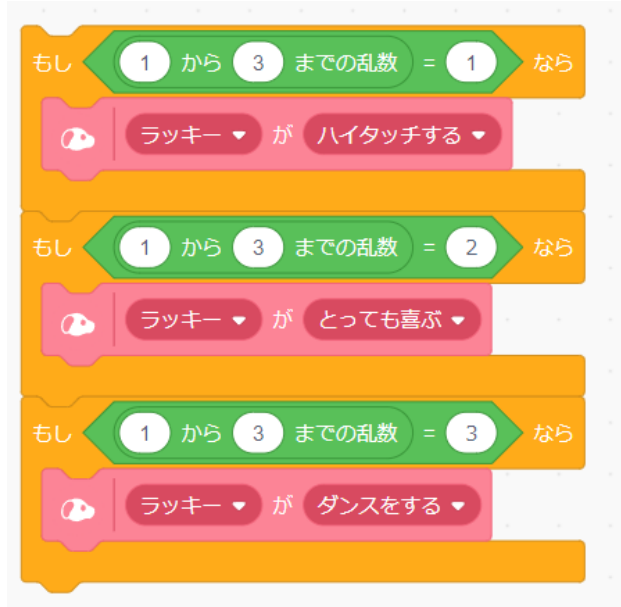 もし 1 から 3 までの乱数 = 1 なら
ラッキー が ハイタッチする
もし 1 から 3 までの乱数 = 2 なら
ラッキー が とっても喜ぶ
もし 1 から 3 までの乱数 = 3 なら
ラッキー が ダンスをする